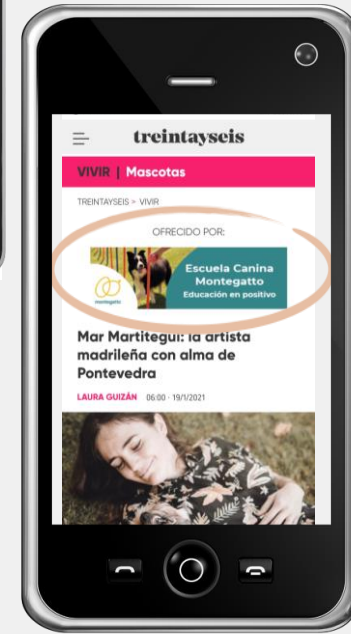 treintayseis
VIVIR | Mascotas
TREINTAYSEIS > VIVIR
OFRECIDO POR:
montegatto
Escuela Canina
Montegatto
Educación en positivo
Mar Martitegui: la artista
madrileña con alma de
Pontevedra
LAURA GUIZÁN 06:00 - 19/1/2021